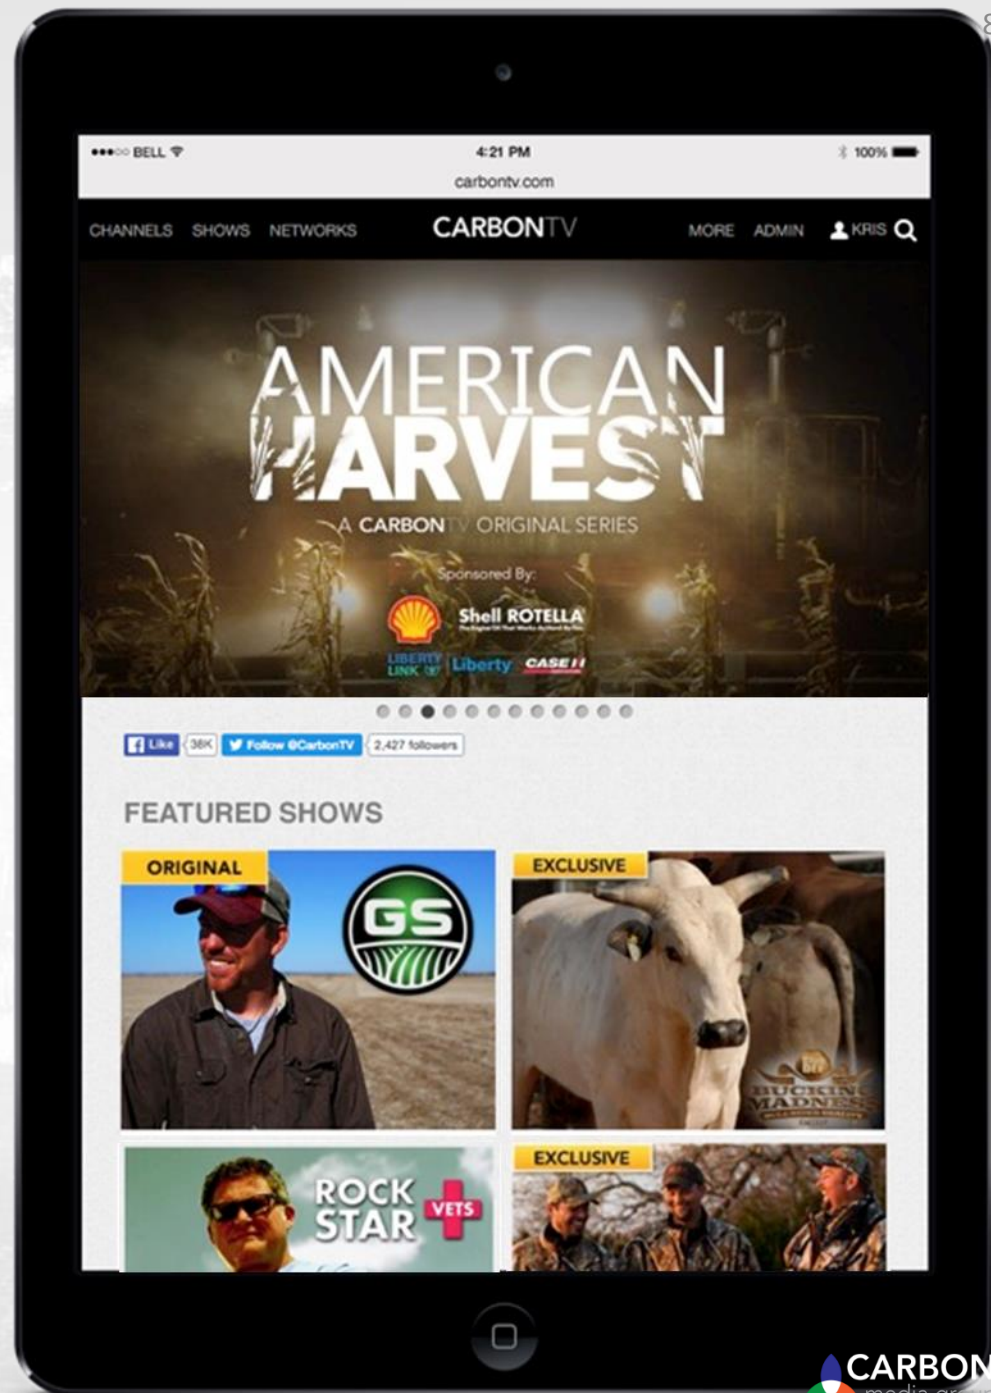 8
BELL 4:21 PM 100%
carbontv.com
CHANNELS SHOWS NETWORKS CARBONTV MORE ADMIN KRIS
AMERICAN
HARVEST
A CARBONTV ORIGINAL SERIES
Sponsored By:
Shell ROTELLA
LIBERTY
LINK
Liberty CASE IH
Like 38K Follow @CarbonTV 2,427 followers
FEATURED SHOWS
ORIGINAL
GS
EXCLUSIVE
BUCKING
MADNESS
ROCK
STAR
VETS
EXCLUSIVE
CARBON